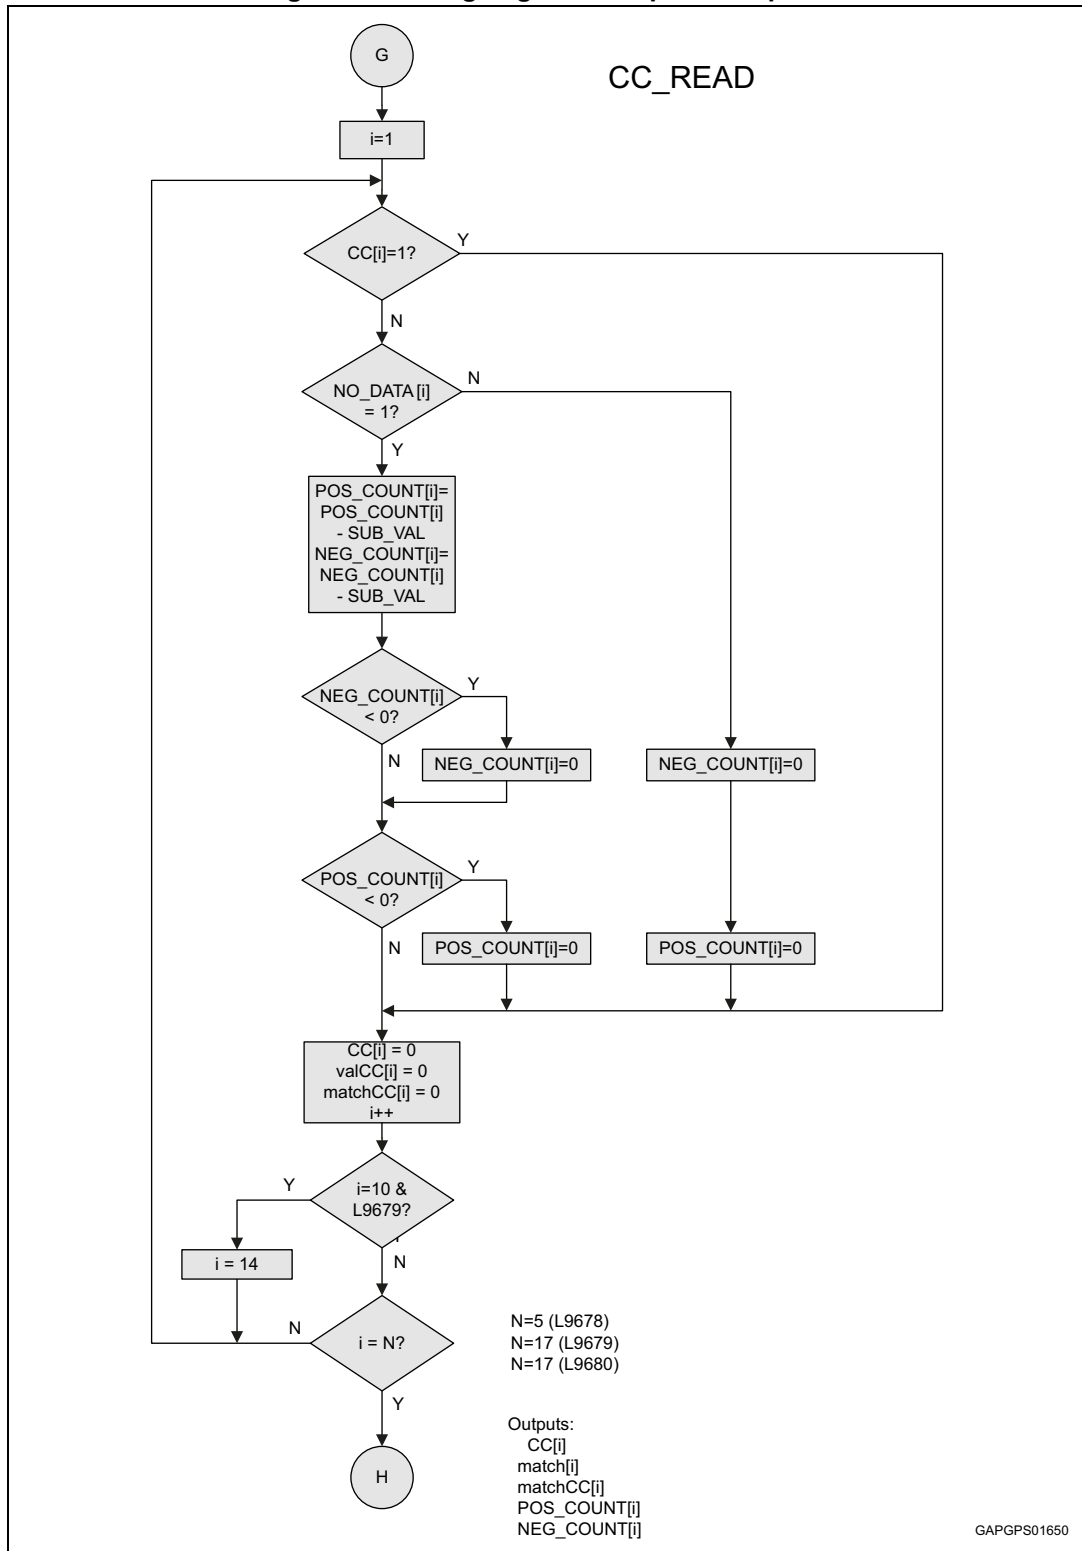 G
CC_READ
i=1
CC[i]=1?
Y
N
NO_DATA[i]
= 1?
N
Y
POS_COUNT[i]=
POS_COUNT[i]
- SUB_VAL
NEG_COUNT[i]=
NEG_COUNT[i]
- SUB_VAL
NEG_COUNT[i]
< 0?
Y
N
NEG_COUNT[i]=0
NEG_COUNT[i]=0
POS_COUNT[i]
< 0?
Y
N
POS_COUNT[i]=0
POS_COUNT[i]=0
CC[i] = 0
valCC[i] = 0
matchCC[i] = 0
i++
Y
i=10 &
L9679?
N
i = 14
N
i = N?
Y
N=5 (L9678)
N=17 (L9679)
N=17 (L9680)
H
Outputs:
CC[i]
match[i]
matchCC[i]
POS_COUNT[i]
NEG_COUNT[i]
GAPGPS01650